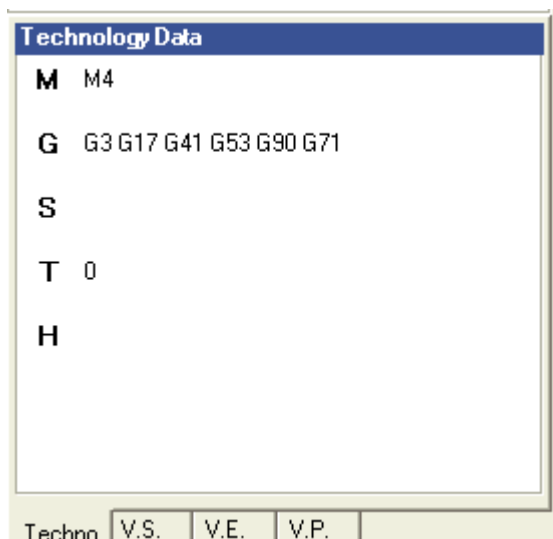 Technology Data
M M4
G G3 G17 G41 G53 G90 G71
S
T 0
H
Techno V.S. V.E. V.P.